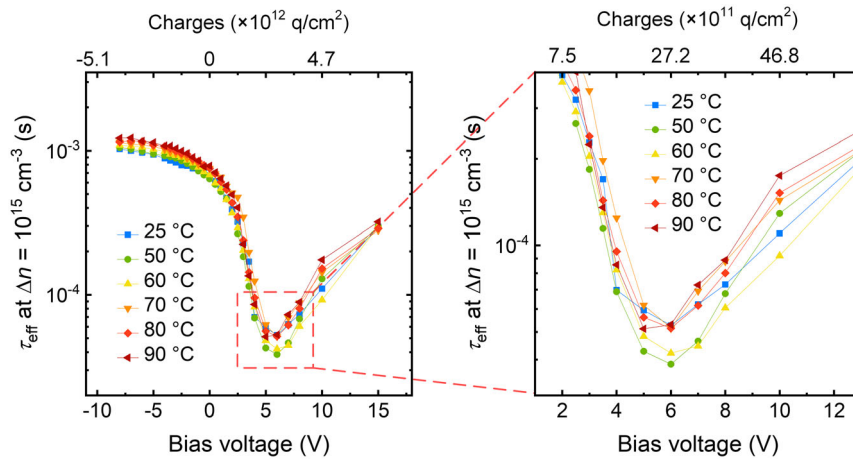 Charges (×10¹² q/cm²)
-5.1 0 4.7
τeff at Δn = 10¹⁵ cm⁻³ (s)
10⁻³
10⁻⁴
25 °C
50 °C
60 °C
70 °C
80 °C
90 °C
-10 -5 0 5 10 15
Bias voltage (V)
Charges (×10¹¹ q/cm²)
7.5 27.2 46.8
τeff at Δn = 10¹⁵ cm⁻³ (s)
10⁻⁴
25 °C
50 °C
60 °C
70 °C
80 °C
90 °C
2 4 6 8 10 12
Bias voltage (V)